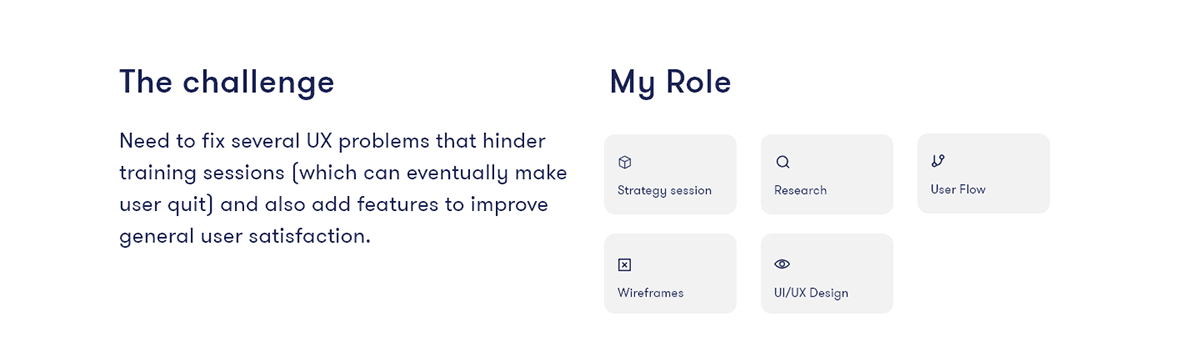 The challenge
Need to fix several UX problems that hinder
training sessions (which can eventually make
user quit) and also add features to improve
general user satisfaction.
My Role
Strategy session
Research
User Flow
Wireframes
UI/UX Design